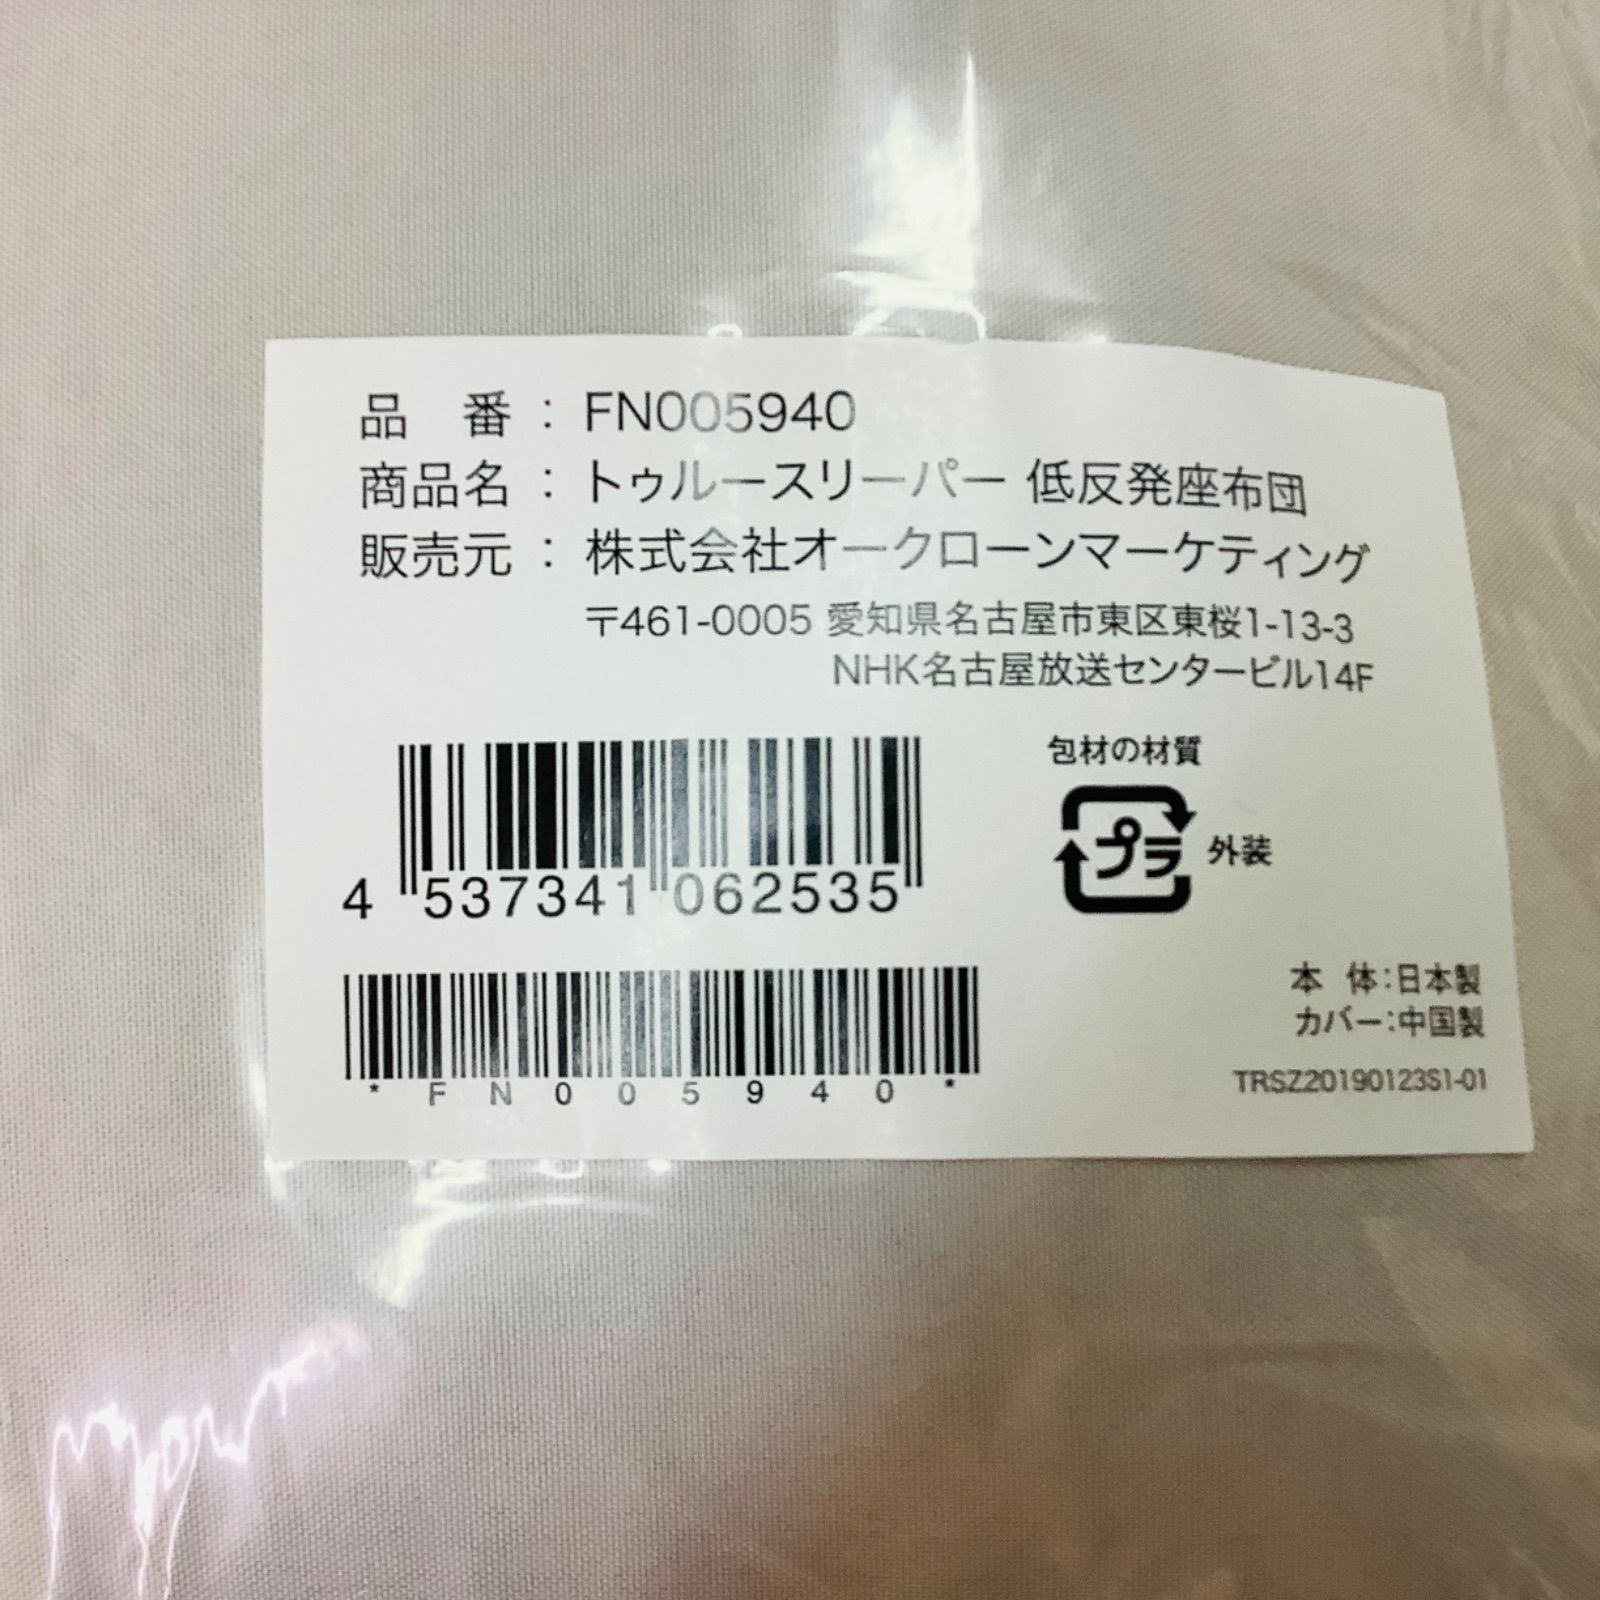 品　番：FN005940
商品名：トゥルースリーパー 低反発座布団
販売元：株式会社オークローンマーケティング
〒461-0005 愛知県名古屋市東区東桜1-13-3
NHK名古屋放送センタービル14F
包材の材質
プラ 外装
4 537341 062535
*FN005940*
本　体：日本製
カバー：中国製
TRSZ20190123S1-01